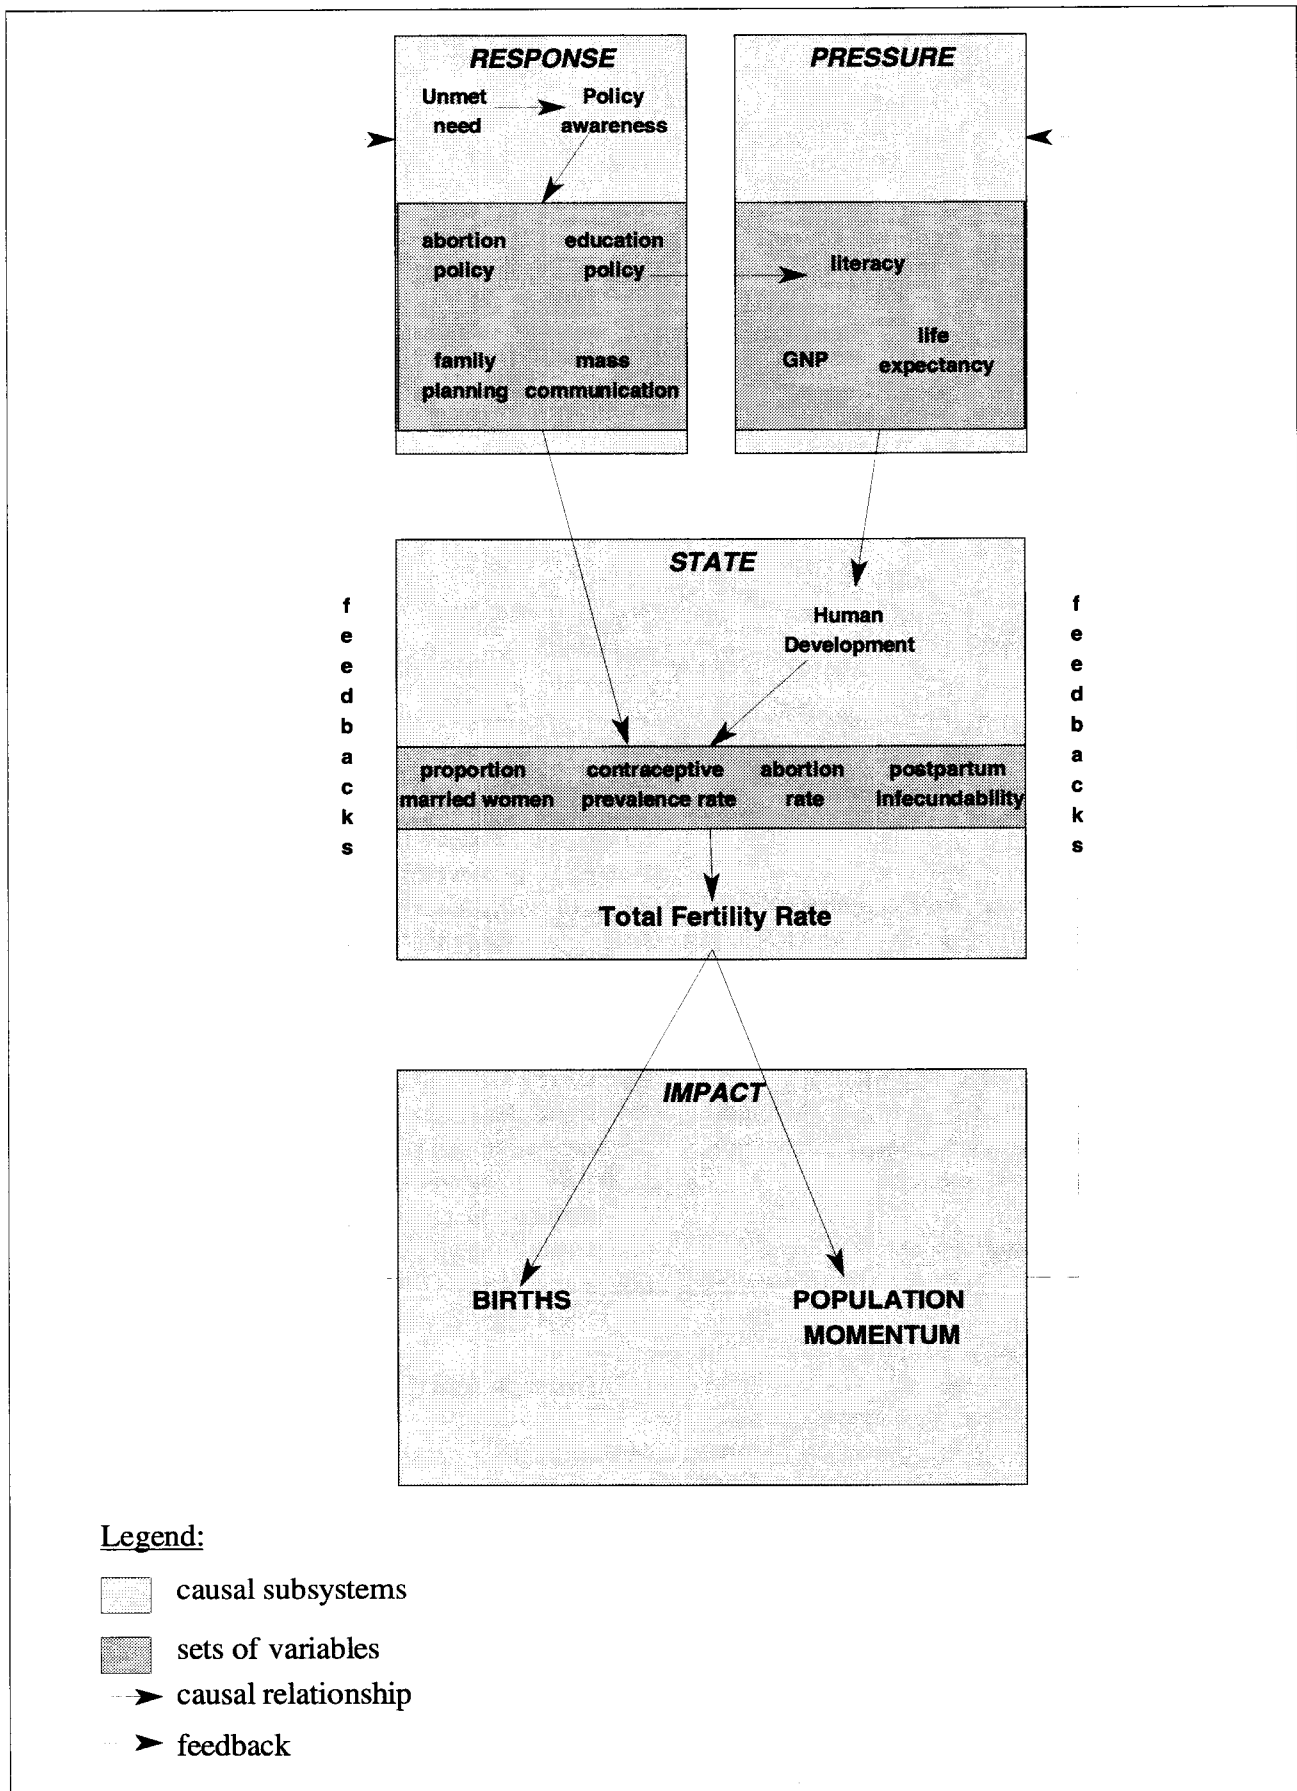 RESPONSE
Unmet
need
Policy
awareness
abortion
policy
education
policy
family
planning
mass
communication
PRESSURE
literacy
GNP
life
expectancy
STATE
Human
Development
proportion
married women
contraceptive
prevalence rate
abortion
rate
postpartum
infecundability
Total Fertility Rate
feedbacks
feedbacks
IMPACT
BIRTHS
POPULATION
MOMENTUM
Legend:
causal subsystems
sets of variables
causal relationship
feedback